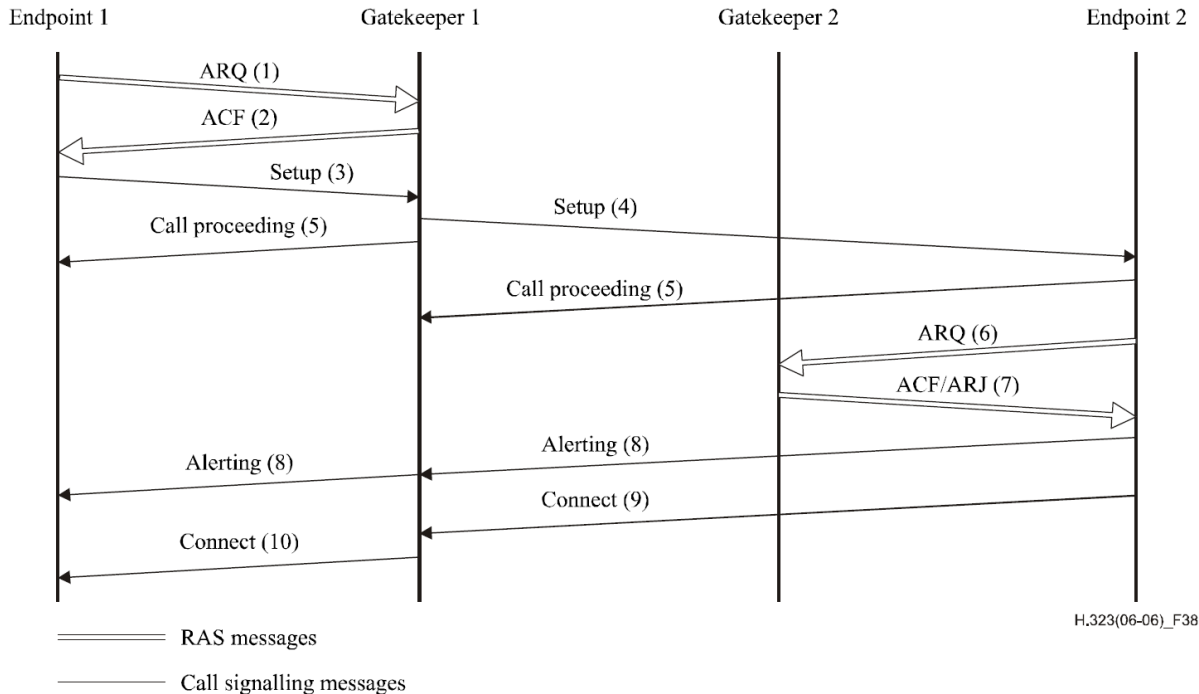 Endpoint 1 Gatekeeper 1 Gatekeeper 2 Endpoint 2
ARQ (1)
ACF (2)
Setup (3)
Setup (4)
Call proceeding (5)
Call proceeding (5)
ARQ (6)
ACF/ARJ (7)
Alerting (8)
Alerting (8)
Connect (9)
Connect (10)
H.323(06-06)_F38
RAS messages
Call signalling messages